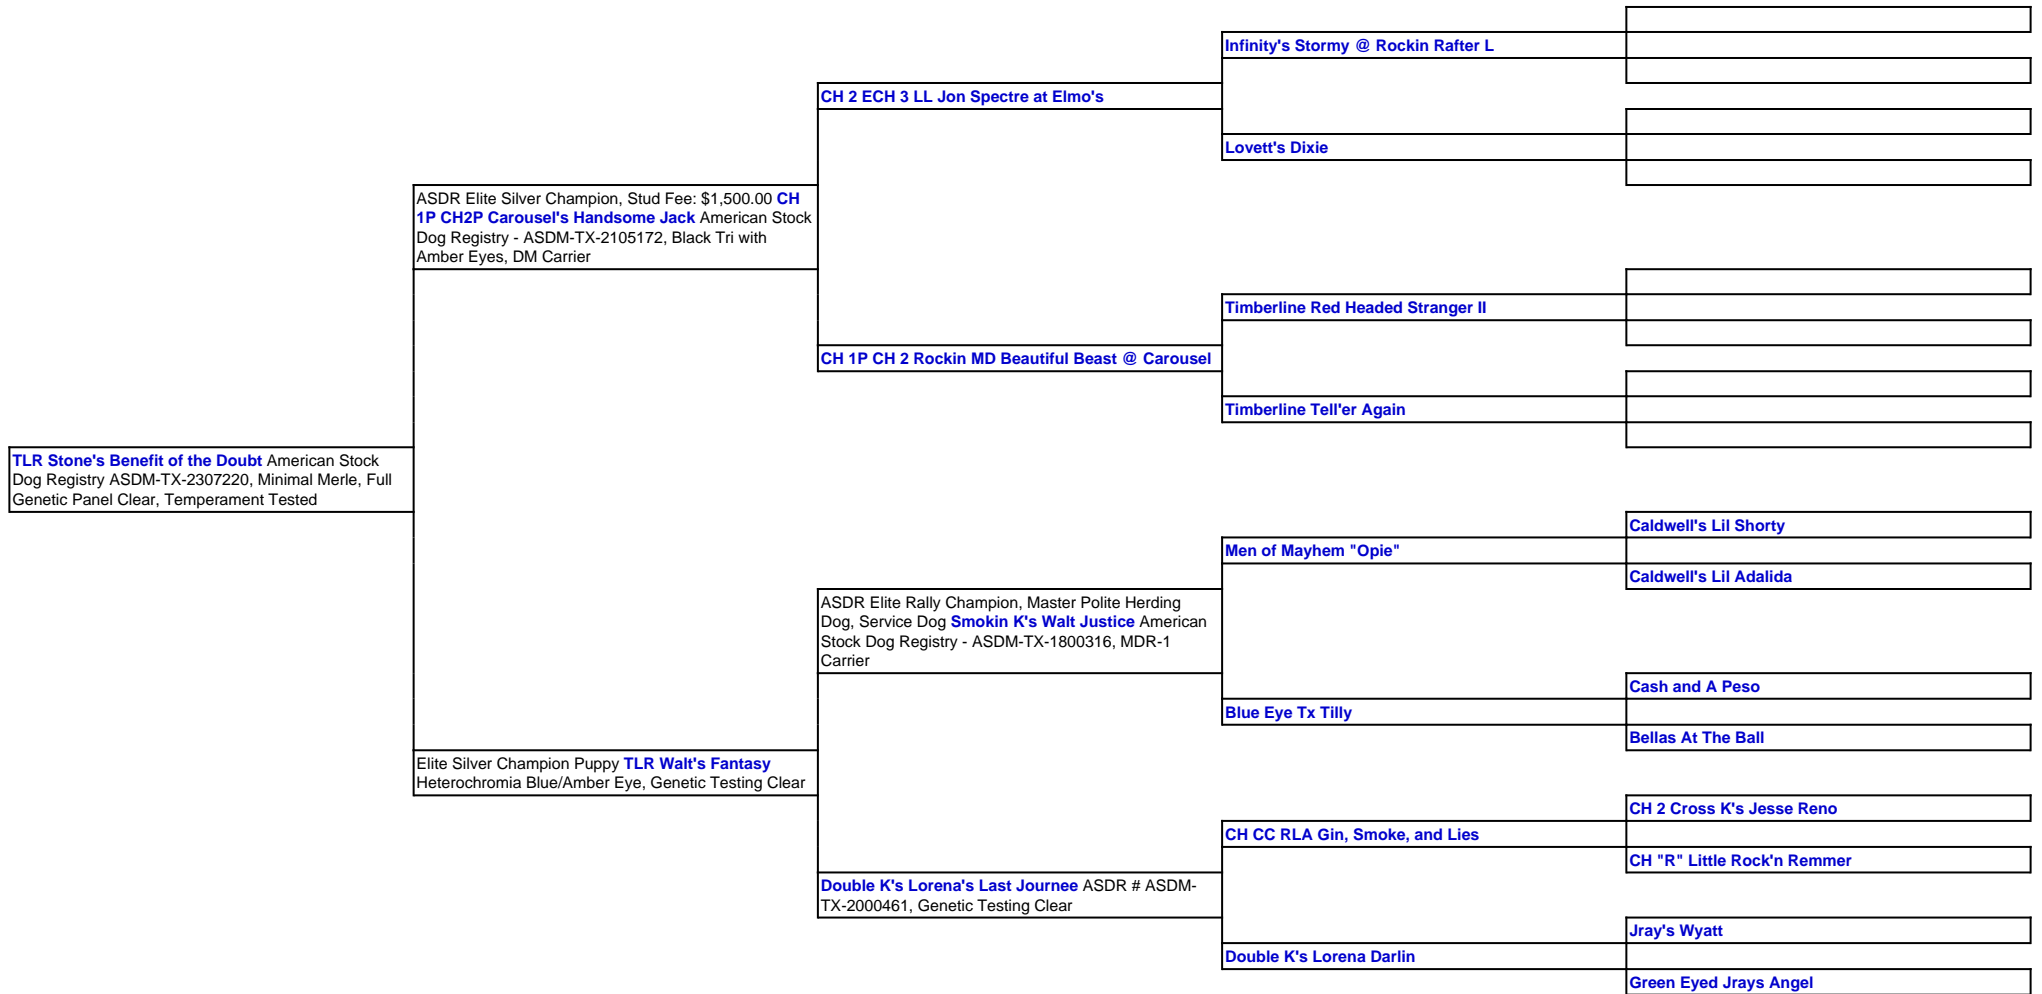 Infinity's Stormy @ Rockin Rafter L
CH 2 ECH 3 LL Jon Spectre at Elmo's
Lovett's Dixie
ASDR Elite Silver Champion, Stud Fee: $1,500.00 CH
1P CH2P Carousel's Handsome Jack American Stock
Dog Registry - ASDM-TX-2105172, Black Tri with
Amber Eyes, DM Carrier
Timberline Red Headed Stranger II
CH 1P CH 2 Rockin MD Beautiful Beast @ Carousel
Timberline Tell'er Again
TLR Stone's Benefit of the Doubt American Stock
Dog Registry ASDM-TX-2307220, Minimal Merle, Full
Genetic Panel Clear, Temperament Tested
Caldwell's Lil Shorty
Men of Mayhem "Opie"
Caldwell's Lil Adalida
ASDR Elite Rally Champion, Master Polite Herding
Dog, Service Dog Smokin K's Walt Justice American
Stock Dog Registry - ASDM-TX-1800316, MDR-1
Carrier
Cash and A Peso
Blue Eye Tx Tilly
Bellas At The Ball
Elite Silver Champion Puppy TLR Walt's Fantasy
Heterochromia Blue/Amber Eye, Genetic Testing Clear
CH 2 Cross K's Jesse Reno
CH CC RLA Gin, Smoke, and Lies
CH "R" Little Rock'n Remmer
Double K's Lorena's Last Journee ASDR # ASDM-
TX-2000461, Genetic Testing Clear
Jray's Wyatt
Double K's Lorena Darlin
Green Eyed Jrays Angel